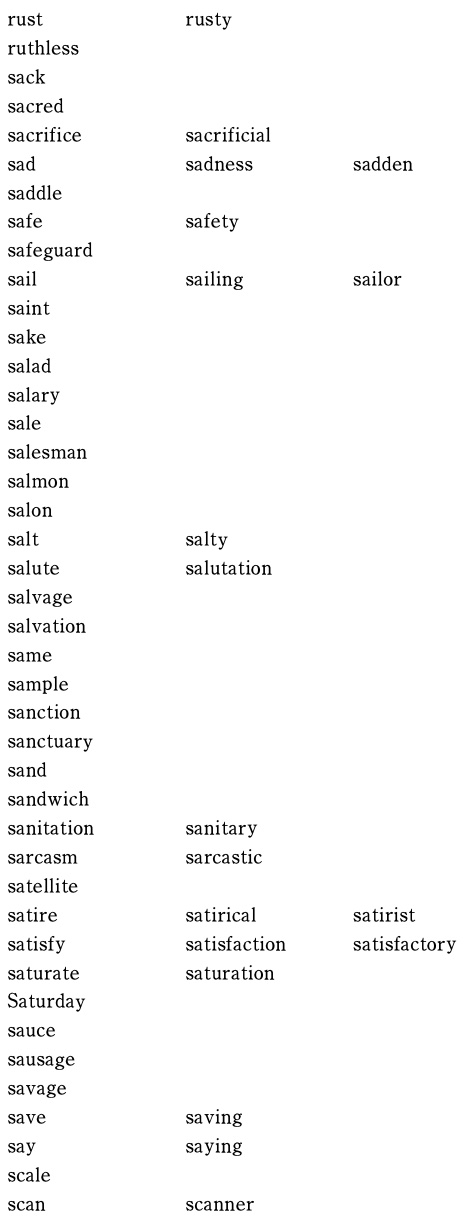 rust rusty
ruthless
sack
sacred
sacrifice sacrificial
sad sadness sadden
saddle
safe safety
safeguard
sail sailing sailor
saint
sake
salad
salary
sale
salesman
salmon
salon
salt salty
salute salutation
salvage
salvation
same
sample
sanction
sanctuary
sand
sandwich
sanitation sanitary
sarcasm sarcastic
satellite
satire satirical satirist
satisfy satisfaction satisfactory
saturate saturation
Saturday
sauce
sausage
savage
save saving
say saying
scale
scan scanner